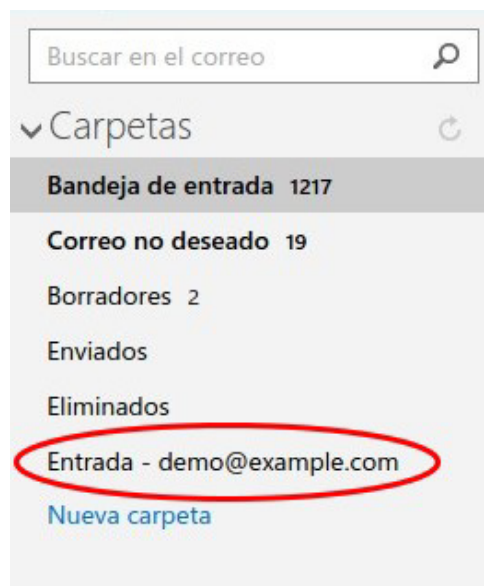 Buscar en el correo
Carpetas
Bandeja de entrada 1217
Correo no deseado 19
Borradores 2
Enviados
Eliminados
Entrada - demo@example.com
Nueva carpeta